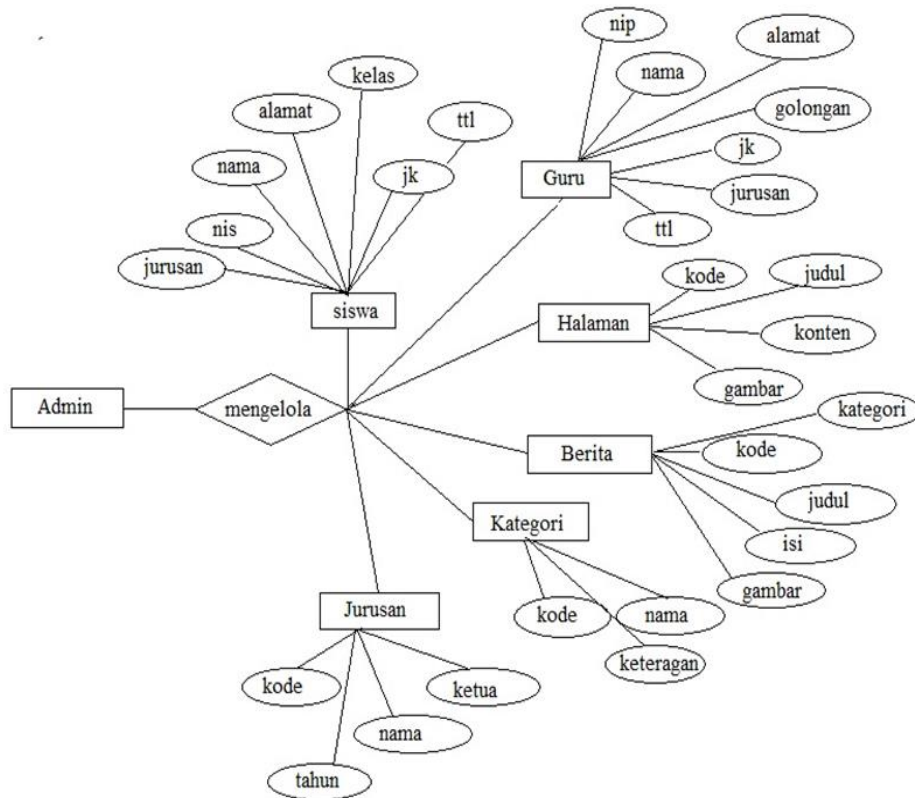 nip
alamat
kelas
nama
alamat
ttl
golongan
nama
jk
jk
Guru
jurusan
nis
ttl
jurusan
kode
judul
siswa
Halaman
konten
gambar
Admin
mengelola
kategori
kode
Berita
judul
Kategori
isi
gambar
Jurusan
kode
nama
keteragan
kode
ketua
nama
tahun